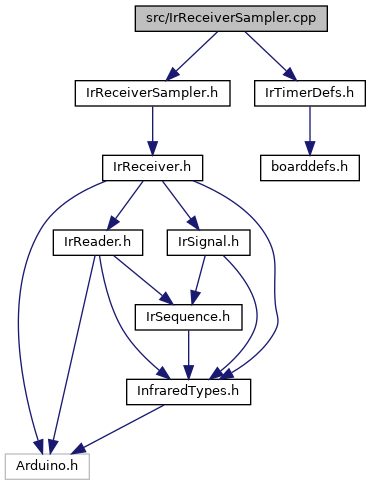 src/IrReceiverSampler.cpp
IrReceiverSampler.h
IrTimerDefs.h
IrReceiver.h
boarddefs.h
IrReader.h
IrSignal.h
IrSequence.h
InfraredTypes.h
Arduino.h